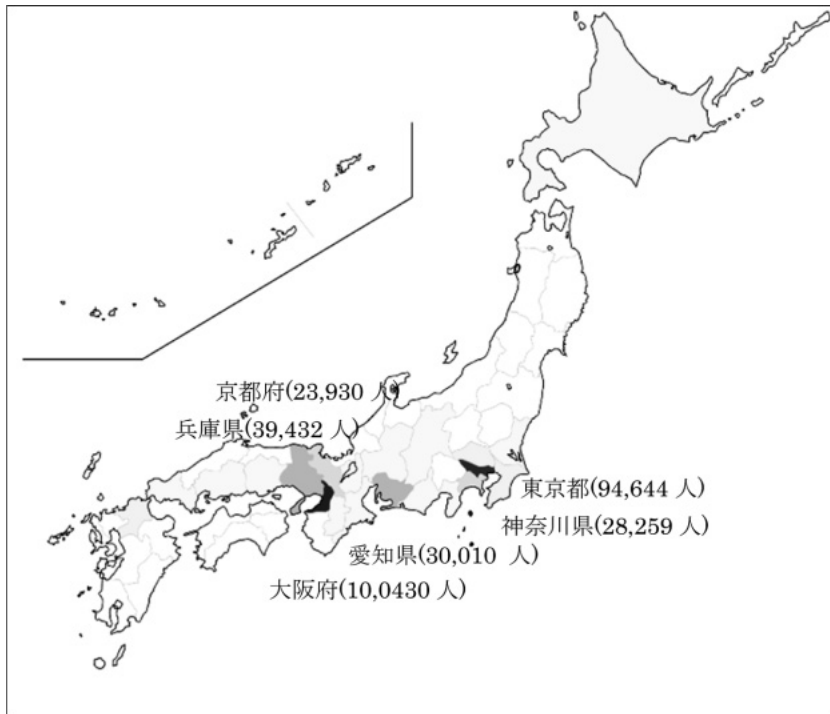 京都府(23,930 人)
兵庫県(39,432 人)
東京都(94,644 人)
神奈川県(28,259 人)
愛知県(30,010 人)
大阪府(10,0430 人)